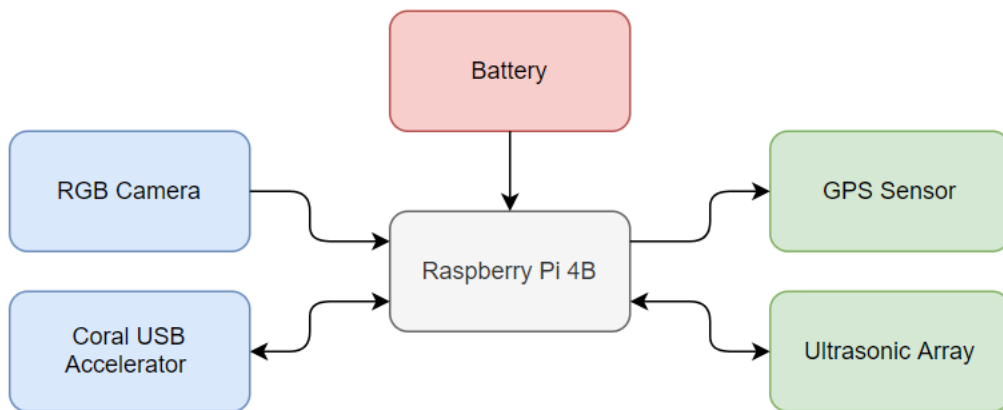 Battery
RGB Camera
GPS Sensor
Raspberry Pi 4B
Coral USB
Accelerator
Ultrasonic Array